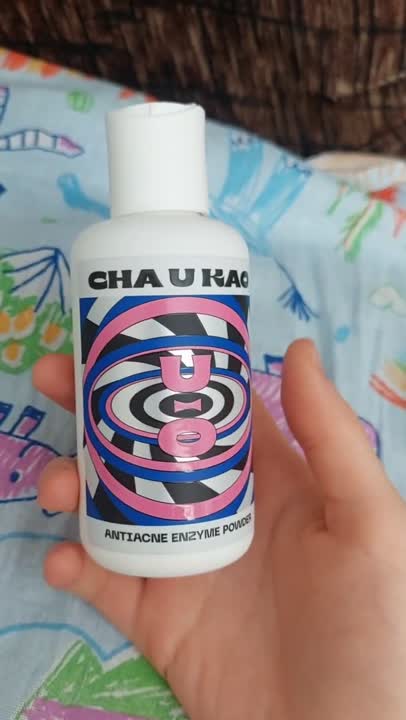 CHA U KAO
U-O
ANTIACNE ENZYME POWDER